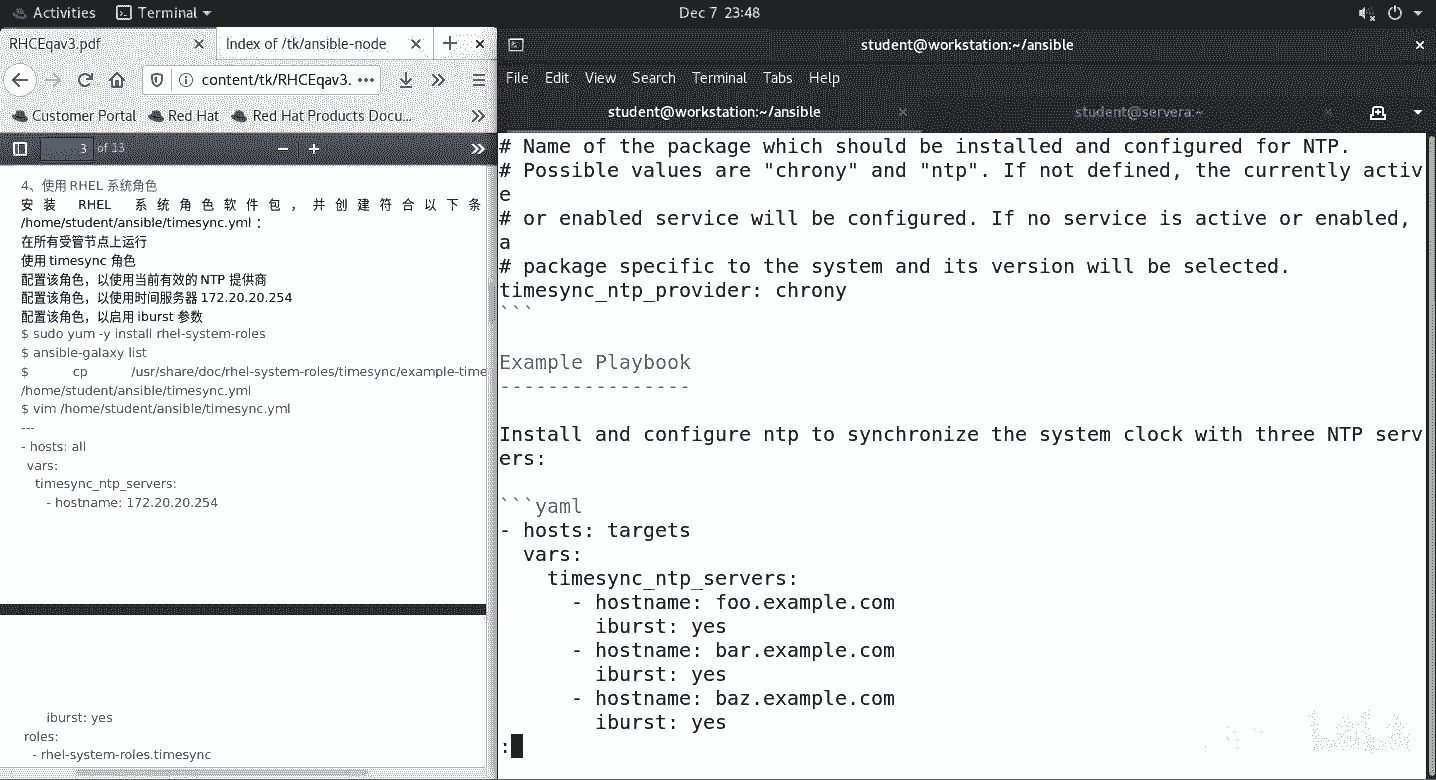 Activities
Terminal
Dec 7 23:48
RHCEqav3.pdf
Index of /tk/ansible-node
content/tk/RHCEqav3.
Customer Portal
Red Hat
Red Hat Products Docu...
3 of 13
4、使用 RHEL 系统角色
安装 RHEL 系统角色软件包，并创建符合以下条
/home/student/ansible/timesync.yml：
在所有受管节点上运行
使用 timesync 角色
配置该角色，以使用当前有效的 NTP 提供商
配置该角色，以使用时间服务器 172.20.20.254
配置该角色，以启用 iburst 参数
$ sudo yum -y install rhel-system-roles
$ ansible-galaxy list
$ cp /usr/share/doc/rhel-system-roles/timesync/example-time
/home/student/ansible/timesync.yml
$ vim /home/student/ansible/timesync.yml
---
- hosts: all
vars:
timesync_ntp_servers:
- hostname: 172.20.20.254
iburst: yes
roles:
- rhel-system-roles.timesync
student@workstation:~/ansible
File Edit View Search Terminal Tabs Help
student@workstation:~/ansible
student@servera:~
# Name of the package which should be installed and configured for NTP.
# Possible values are "chrony" and "ntp". If not defined, the currently activ
e
# or enabled service will be configured. If no service is active or enabled,
a
# package specific to the system and its version will be selected.
timesync_ntp_provider: chrony
```
Example Playbook
----------------
Install and configure ntp to synchronize the system clock with three NTP serv
ers:
```yaml
- hosts: targets
vars:
timesync_ntp_servers:
- hostname: foo.example.com
iburst: yes
- hostname: bar.example.com
iburst: yes
- hostname: baz.example.com
iburst: yes
: